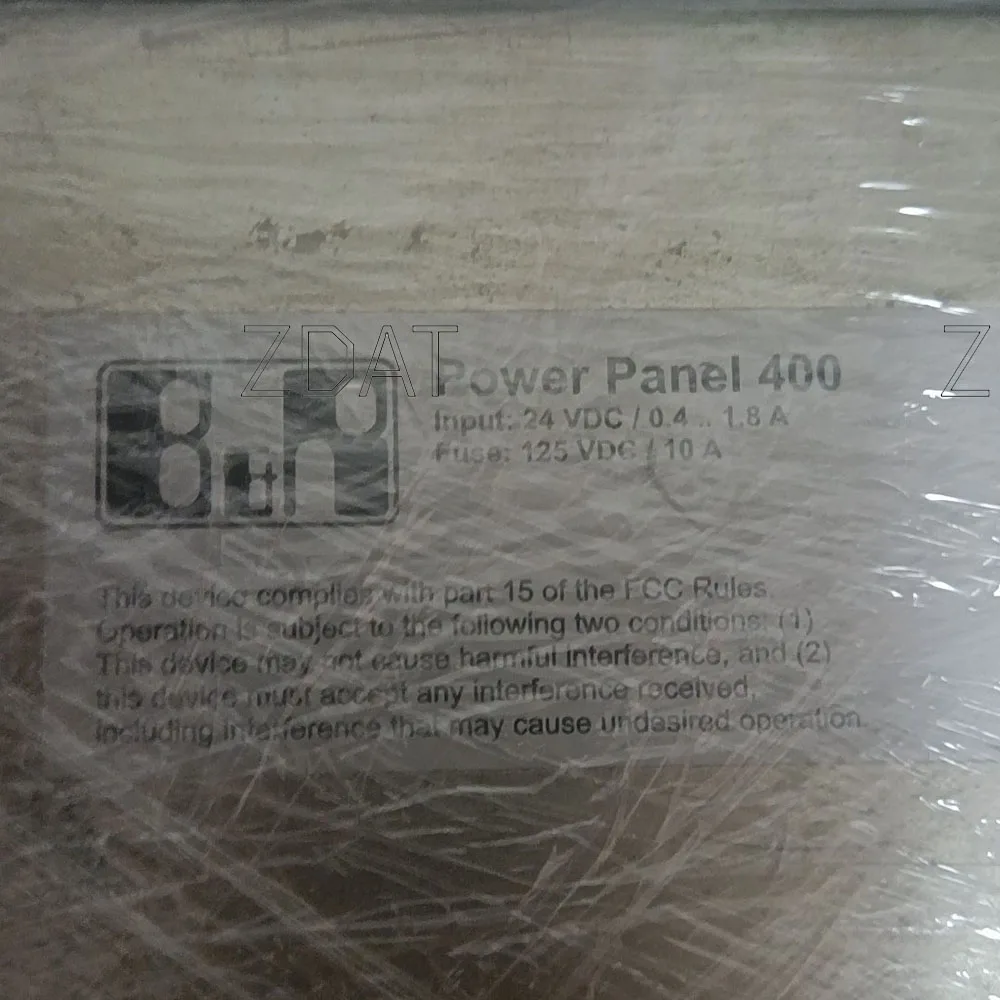 ZDAT Z
B&R
Power Panel 400
Input: 24 VDC / 0.4 .. 1.8 A
Fuse: 125 VDC / 10 A
This device complies with part 15 of the FCC Rules.
Operation is subject to the following two conditions: (1)
This device may not cause harmful interference, and (2)
this device must accept any interference received,
including interference that may cause undesired operation.